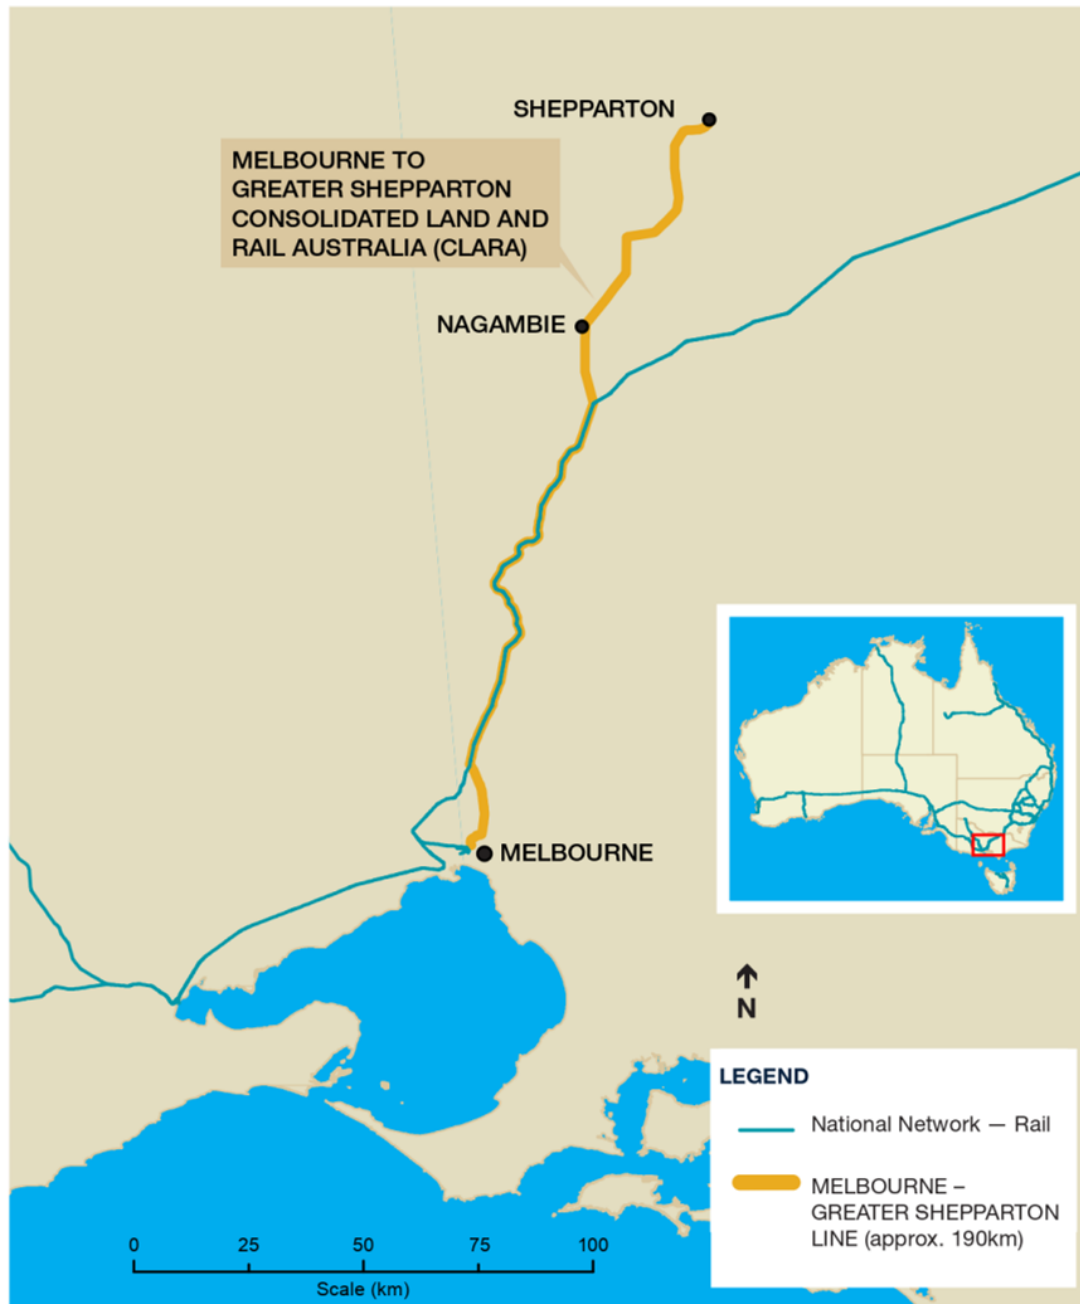 SHEPPARTON
MELBOURNE TO
GREATER SHEPPARTON
CONSOLIDATED LAND AND
RAIL AUSTRALIA (CLARA)
NAGAMBIE
MELBOURNE
N
LEGEND
National Network — Rail
MELBOURNE –
GREATER SHEPPARTON
LINE (approx. 190km)
0 25 50 75 100
Scale (km)